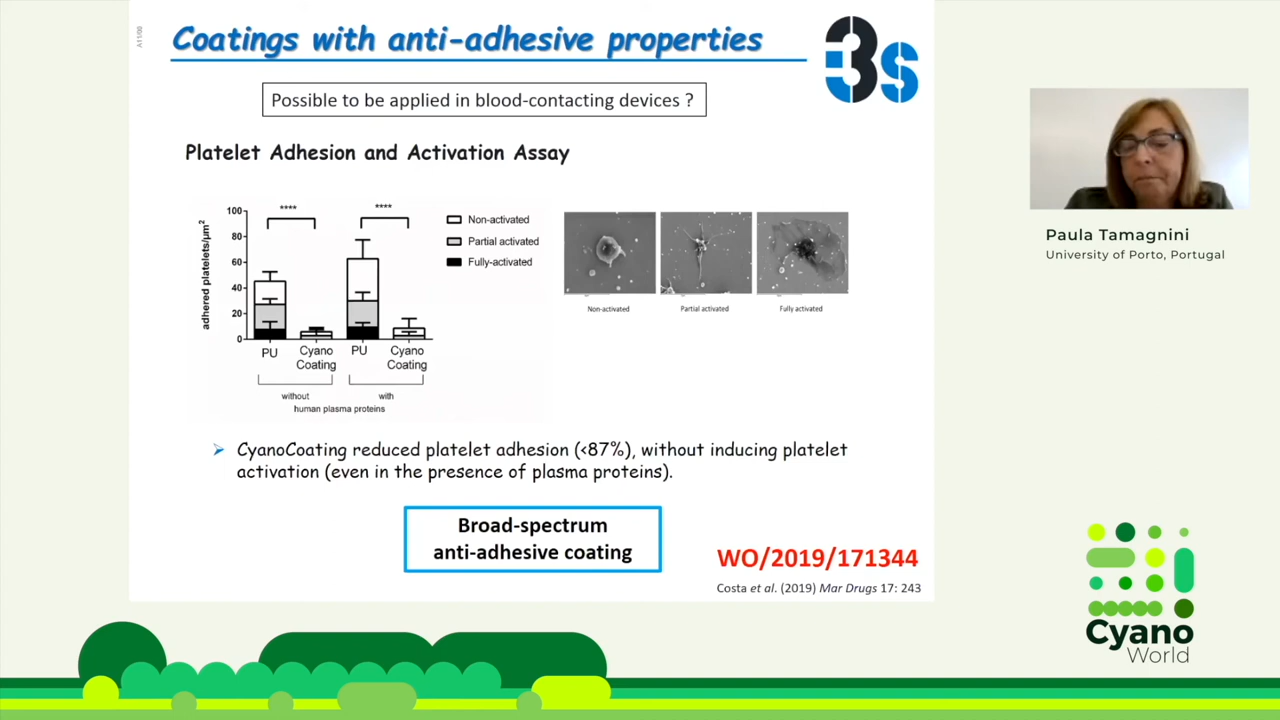 Coatings with anti-adhesive properties
3s
A11/00
Possible to be applied in blood-contacting devices ?
Platelet Adhesion and Activation Assay
adhered platelets/µm²
100
80
60
40
20
0
****
****
Non-activated
Partial activated
Fully-activated
PU
Cyano
Coating
PU
Cyano
Coating
without
with
human plasma proteins
Non-activated
Partial activated
Fully activated
CyanoCoating reduced platelet adhesion (<87%), without inducing platelet
activation (even in the presence of plasma proteins).
Broad-spectrum
anti-adhesive coating
WO/2019/171344
Costa et al. (2019) Mar Drugs 17: 243
Paula Tamagnini
University of Porto, Portugal
Cyano
World